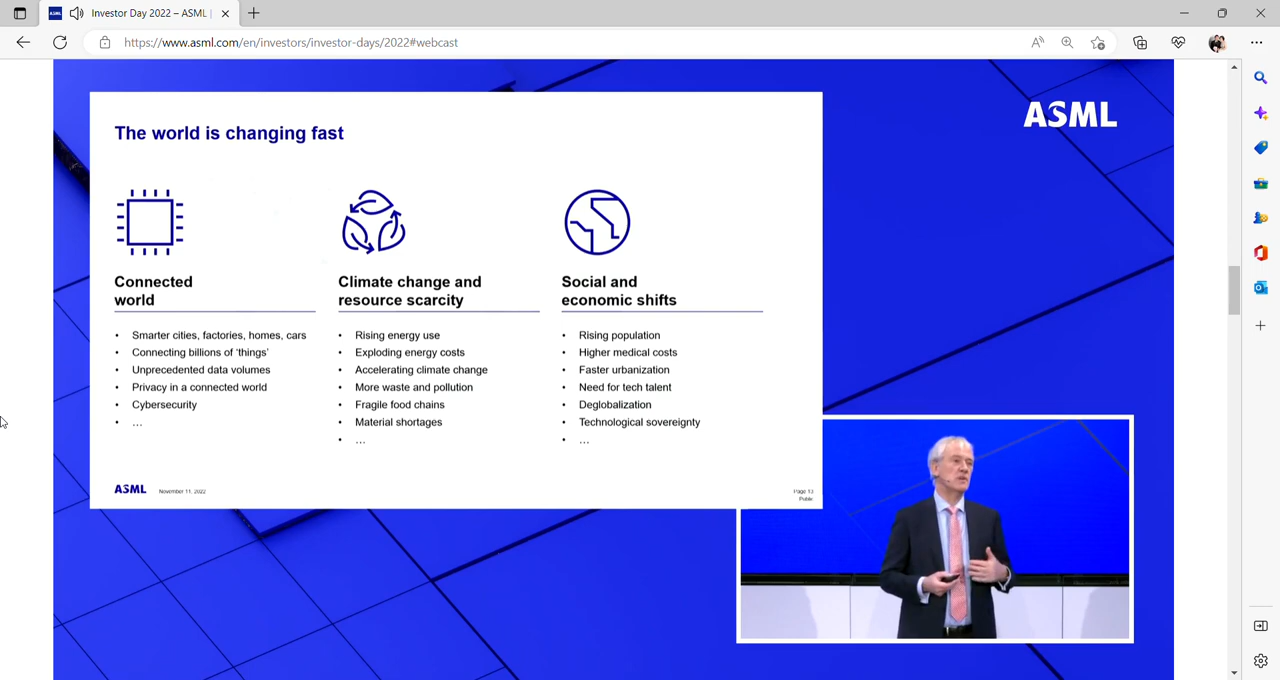 Investor Day 2022 – ASML |
https://www.asml.com/en/investors/investor-days/2022#webcast
ASML
The world is changing fast
Connected
world
• Smarter cities, factories, homes, cars
• Connecting billions of ‘things’
• Unprecedented data volumes
• Privacy in a connected world
• Cybersecurity
• …
Climate change and
resource scarcity
• Rising energy use
• Exploding energy costs
• Accelerating climate change
• More waste and pollution
• Fragile food chains
• Material shortages
• …
Social and
economic shifts
• Rising population
• Higher medical costs
• Faster urbanization
• Need for tech talent
• Deglobalization
• Technological sovereignty
• …
ASML
November 11, 2022
Page 13
Public